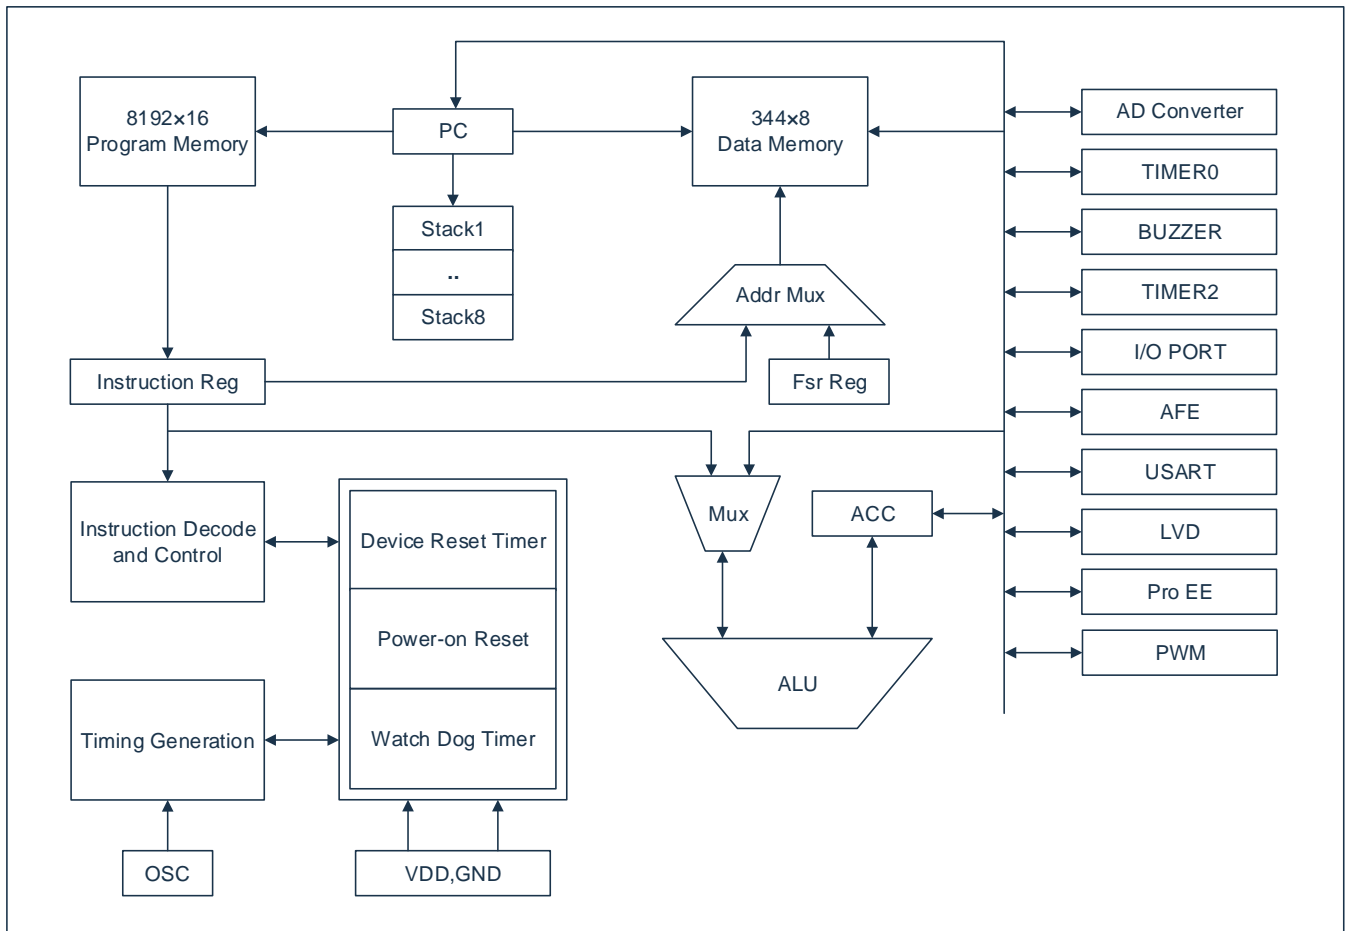 8192×16
Program Memory
PC
344×8
Data Memory
AD Converter
TIMER0
Stack1
..
Stack8
BUZZER
TIMER2
Addr Mux
I/O PORT
Instruction Reg
Fsr Reg
AFE
USART
Instruction Decode
and Control
Device Reset Timer
Mux
ACC
LVD
Pro EE
Power-on Reset
PWM
ALU
Timing Generation
Watch Dog Timer
OSC
VDD,GND